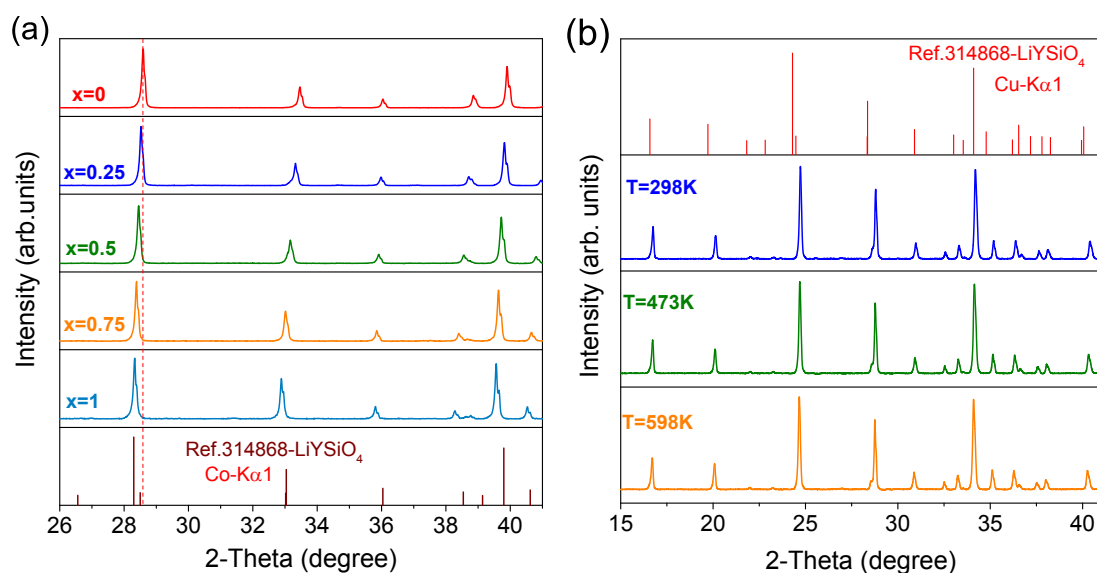 (a)
x=0
x=0.25
x=0.5
x=0.75
x=1
Ref.314868-LiYSiO₄
Co-Kα1
26 28 30 32 34 36 38 40
2-Theta (degree)
Intensity (arb.units)
(b)
Ref.314868-LiYSiO₄
Cu-Kα1
T=298K
T=473K
T=598K
15 20 25 30 35 40
2-Theta (degree)
Intensity (arb. units)